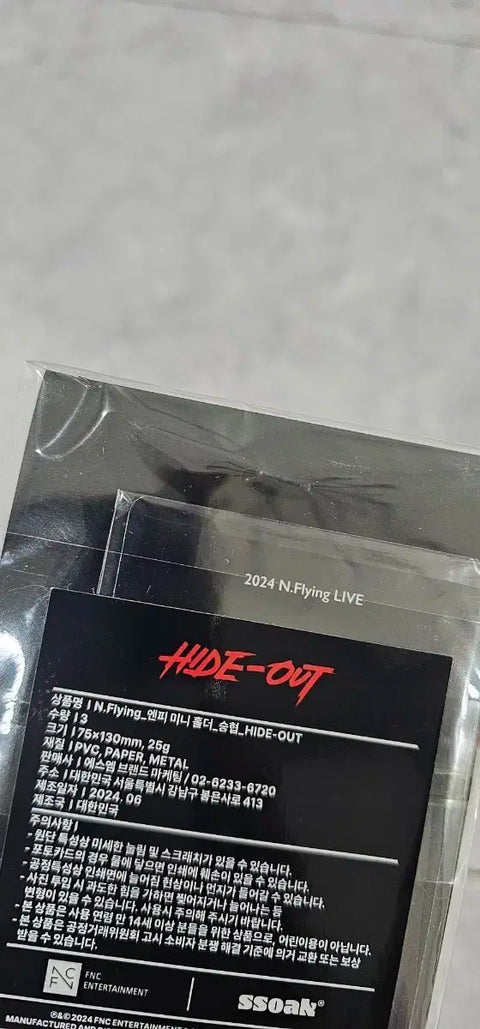 2024 N.Flying LIVE
HIDE-OUT
상품명 | N.Flying_엔피 미니 홀더_승협_HIDE-OUT
수량 | 3
크기 | 75×130mm, 25g
재질 | PVC, PAPER, METAL
판매사 | 에스엠 브랜드 마케팅 / 02-6233-6720
주소 | 대한민국 서울특별시 강남구 봉은사로 413
제조일자 | 2024. 06
제조국 | 대한민국
주의사항 |
- 원단 특성상 미세한 눌림 및 스크래치가 있을 수 있습니다.
- 포토카드의 경우 물에 닿으면 인쇄에 훼손이 있을 수 있습니다.
- 공정특성상 인쇄면에 늘어짐 현상이나 먼지가 들어갈 수 있습니다.
- 사진 투입 시 과도한 힘을 가하면 찢어지거나 늘어나는 등
변형이 있을 수 있습니다. 사용시 주의해 주시기 바랍니다.
- 본 상품은 사용 연령 만 14세 이상 분들을 위한 상품으로, 어린이용이 아닙니다.
- 본 상품은 공정거래위원회 고시 소비자 분쟁 해결 기준에 의거 교환 또는 보상
받을 수 있습니다.
FNC
ENTERTAINMENT
ssoak®
℗&© 2024 FNC ENTERTAINMENT
MANUFACTURED AND